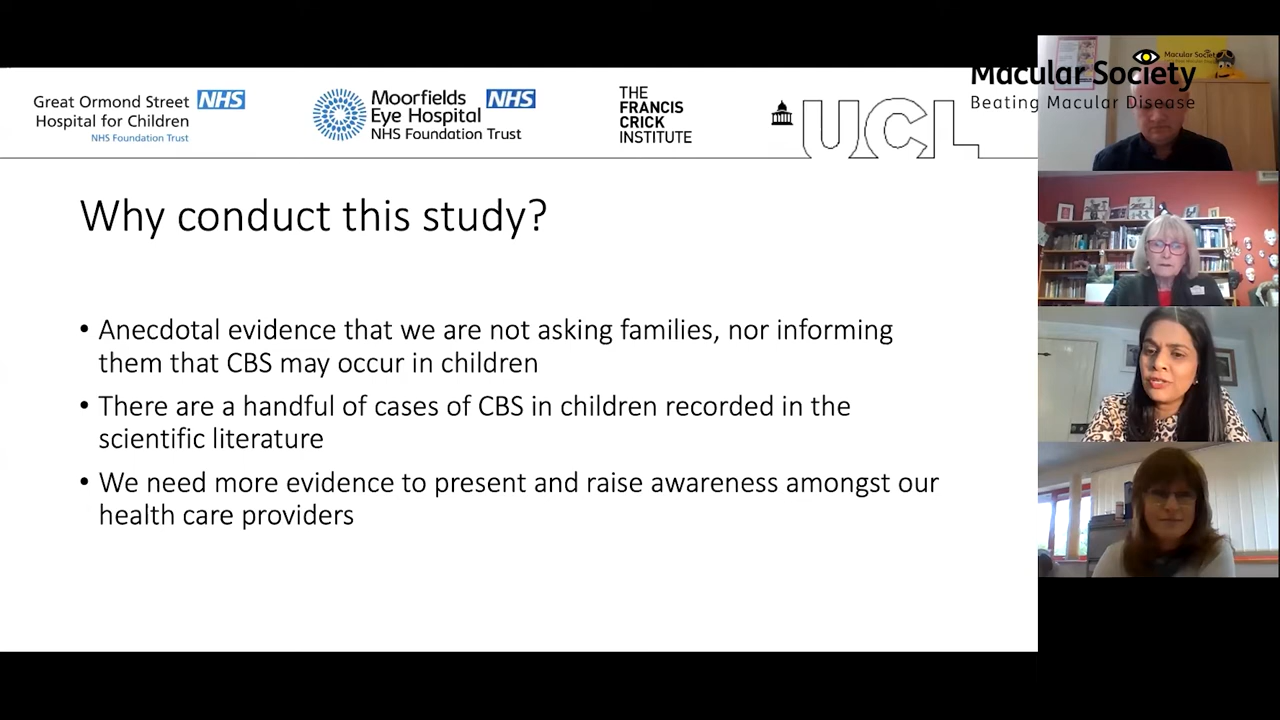 Great Ormond Street NHS
Hospital for Children
NHS Foundation Trust
Moorfields NHS
Eye Hospital
NHS Foundation Trust
THE
FRANCIS
CRICK
INSTITUTE
UCL
Macular Society
Macular Society
Beating Macular Disease
Why conduct this study?
• Anecdotal evidence that we are not asking families, nor informing
them that CBS may occur in children
• There are a handful of cases of CBS in children recorded in the
scientific literature
• We need more evidence to present and raise awareness amongst our
health care providers